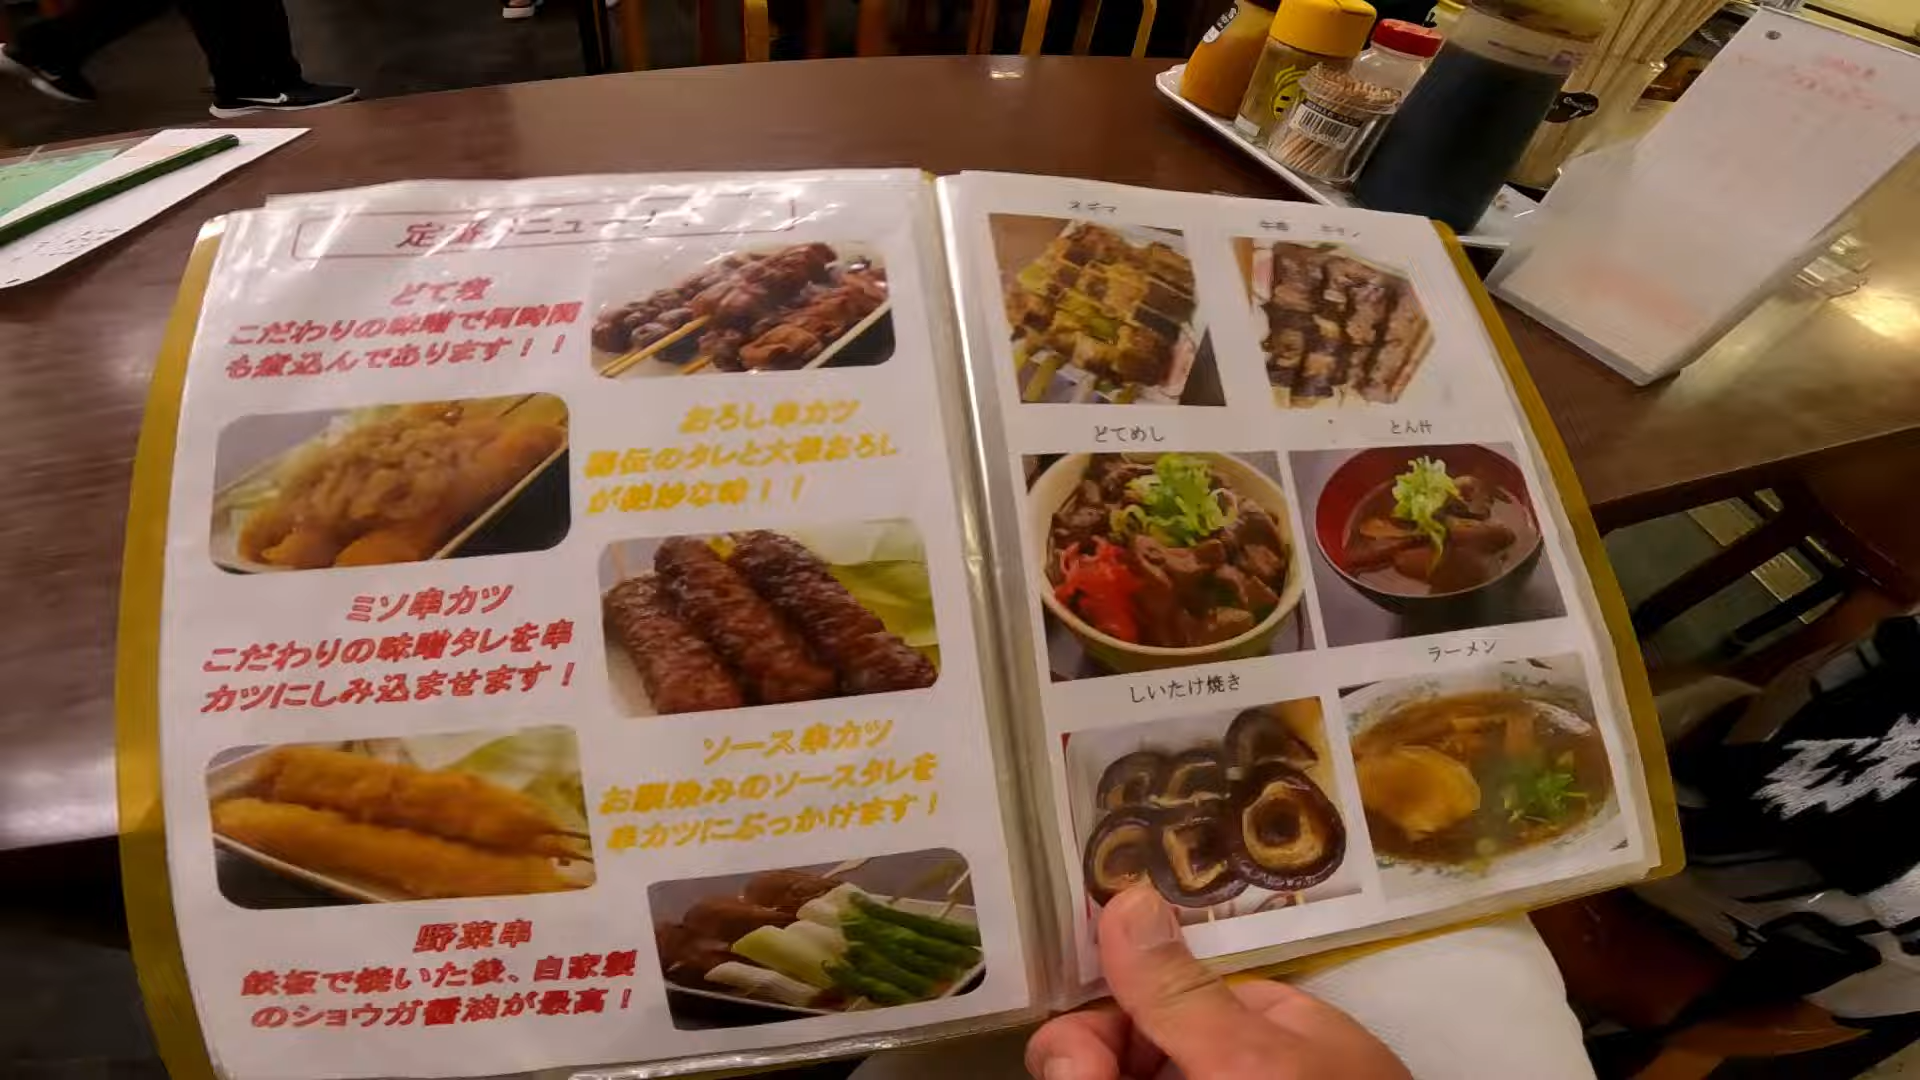 定番メニュー！！
どて串
こだわりの味噌で何時間
も煮込んであります！！
おろし串カツ
秘伝のタレと大根おろし
が絶妙な味！！
ミソ串カツ
こだわりの味噌タレを串
カツにしみ込ませます！
ソース串カツ
お馴染みのソースタレを
串カツにぶっかけます！
野菜串
鉄板で焼いた後、自家製
のショウガ醤油が最高！
ネギマ
どてめし
とん汁
しいたけ焼き
ラーメン